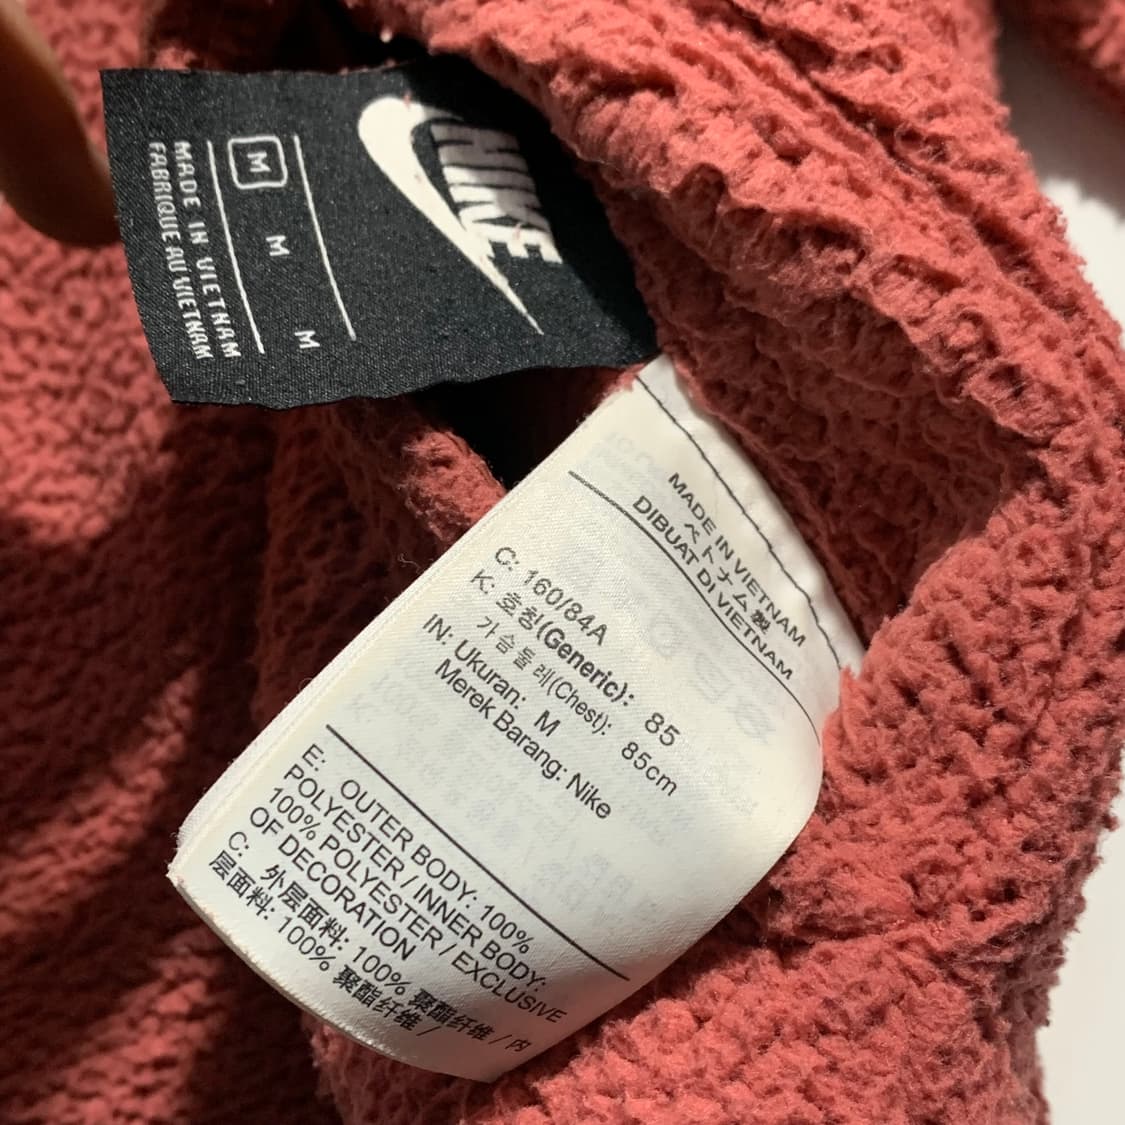 NIKE
M
M
M
MADE IN VIETNAM
FABRIQUÉ AU VIETNAM
MADE IN VIETNAM
ベトナム製
DIBUAT DI VIETNAM
C: 160/84A
K: 호칭(Generic): 85
가슴둘레(Chest): 85cm
IN: Ukuran: M
Merek Barang: Nike
E: OUTER BODY: 100%
POLYESTER / INNER BODY:
100% POLYESTER / EXCLUSIVE
OF DECORATION
C: 外层面料: 100% 聚酯纤维 / 内
层面料: 100% 聚酯纤维 /